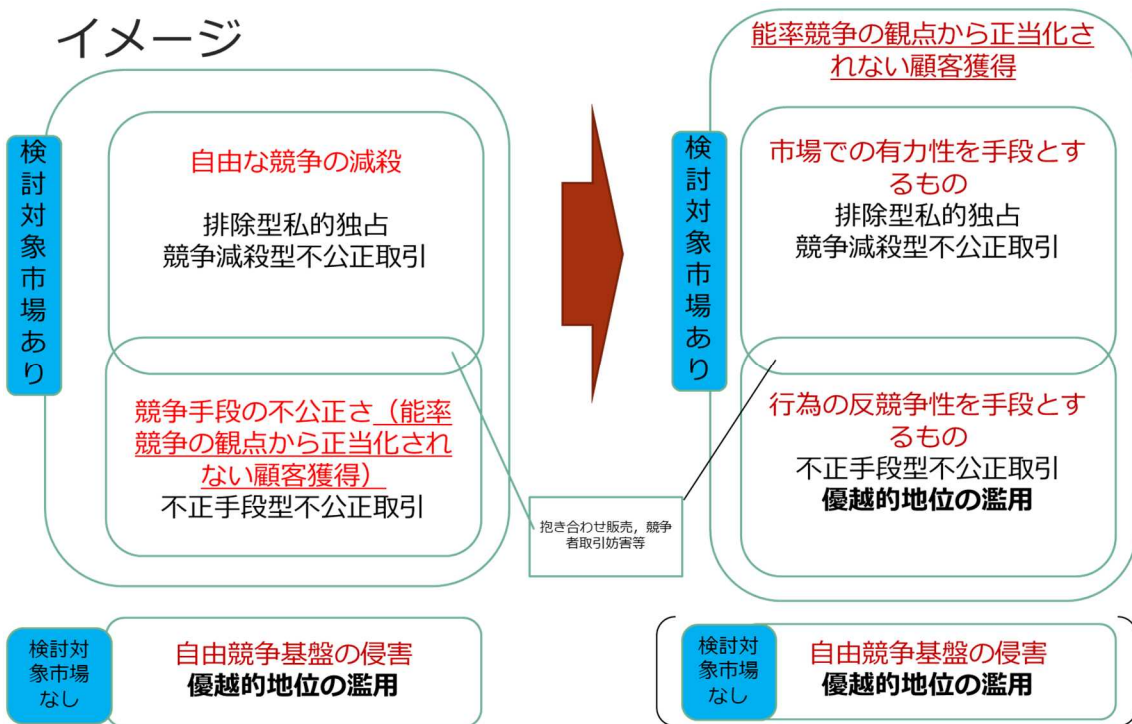 イメージ
検討対象市場あり
自由な競争の減殺
排除型私的独占
競争減殺型不公正取引
競争手段の不公正さ（能率
競争の観点から正当化され
ない顧客獲得）
不正手段型不公正取引
検討対
象市場
なし
自由競争基盤の侵害
優越的地位の濫用
抱き合わせ販売，競争
者取引妨害等
能率競争の観点から正当化さ
れない顧客獲得
検討対象市場あり
市場での有力性を手段とす
るもの
排除型私的独占
競争減殺型不公正取引
行為の反競争性を手段とす
るもの
不正手段型不公正取引
優越的地位の濫用
検討対
象市場
なし
自由競争基盤の侵害
優越的地位の濫用